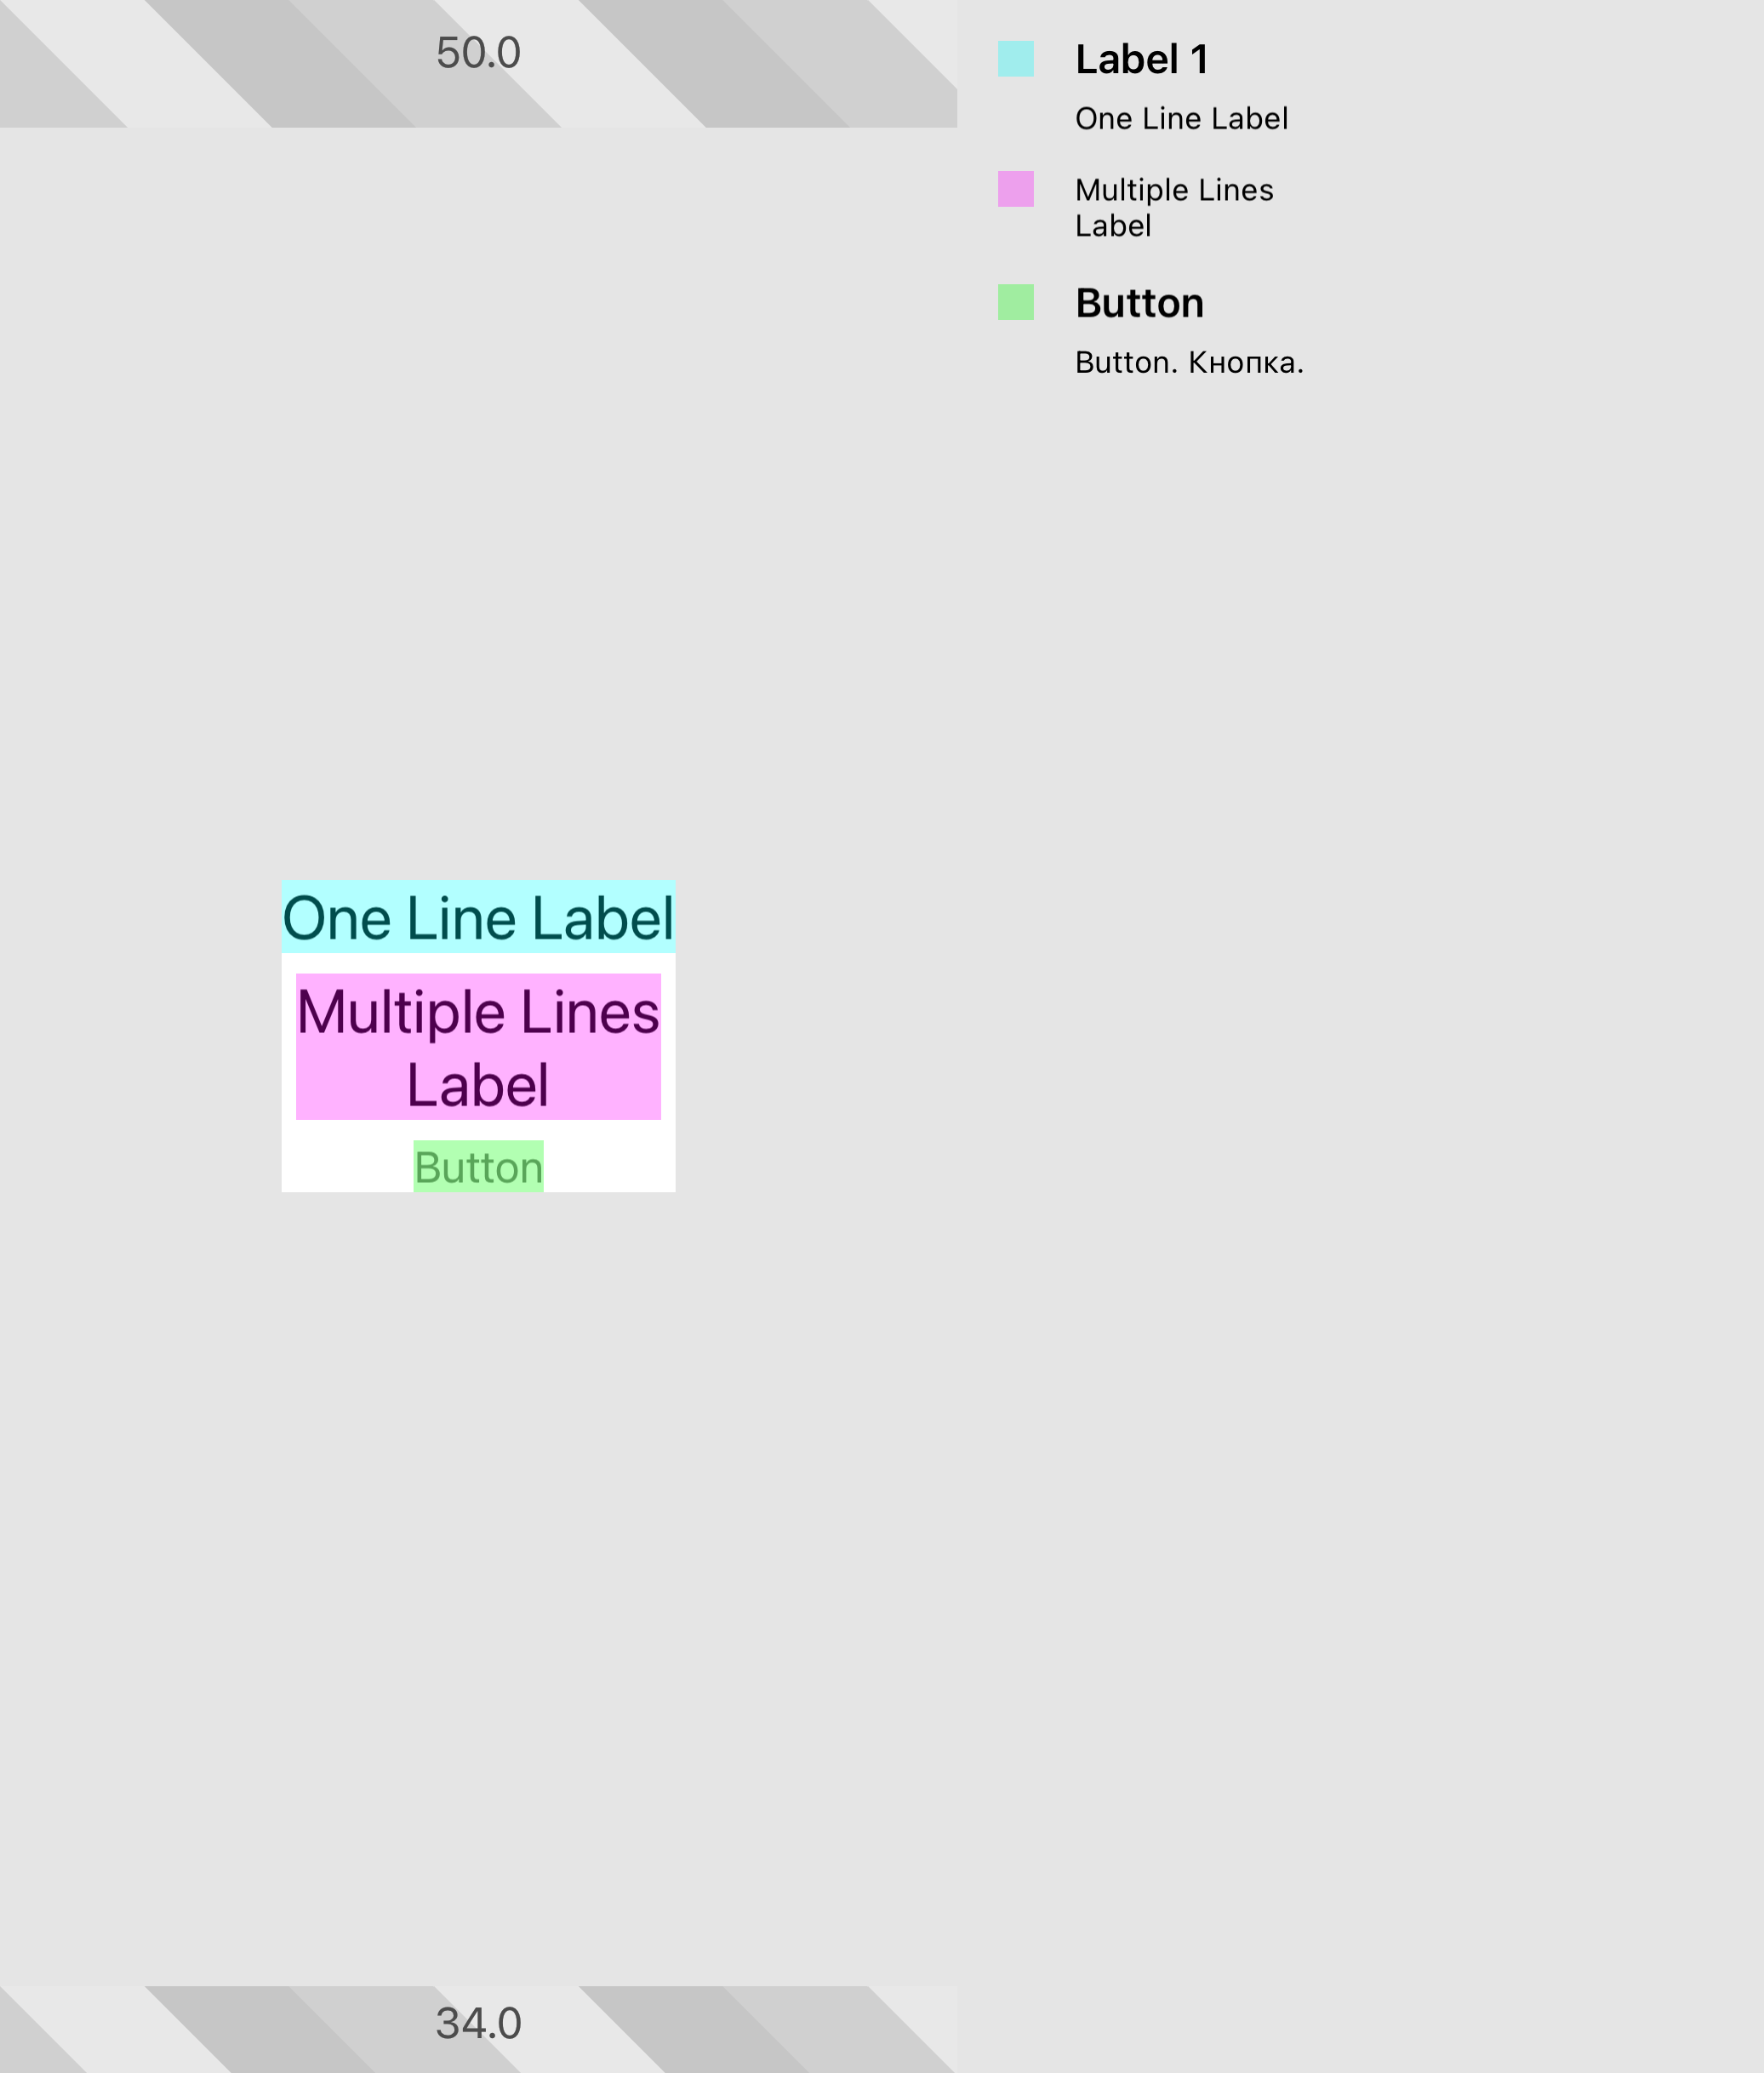 50.0
One Line Label
Multiple Lines
Label
Button
34.0
Label 1
One Line Label
Multiple Lines
Label
Button
Button. Кнопка.